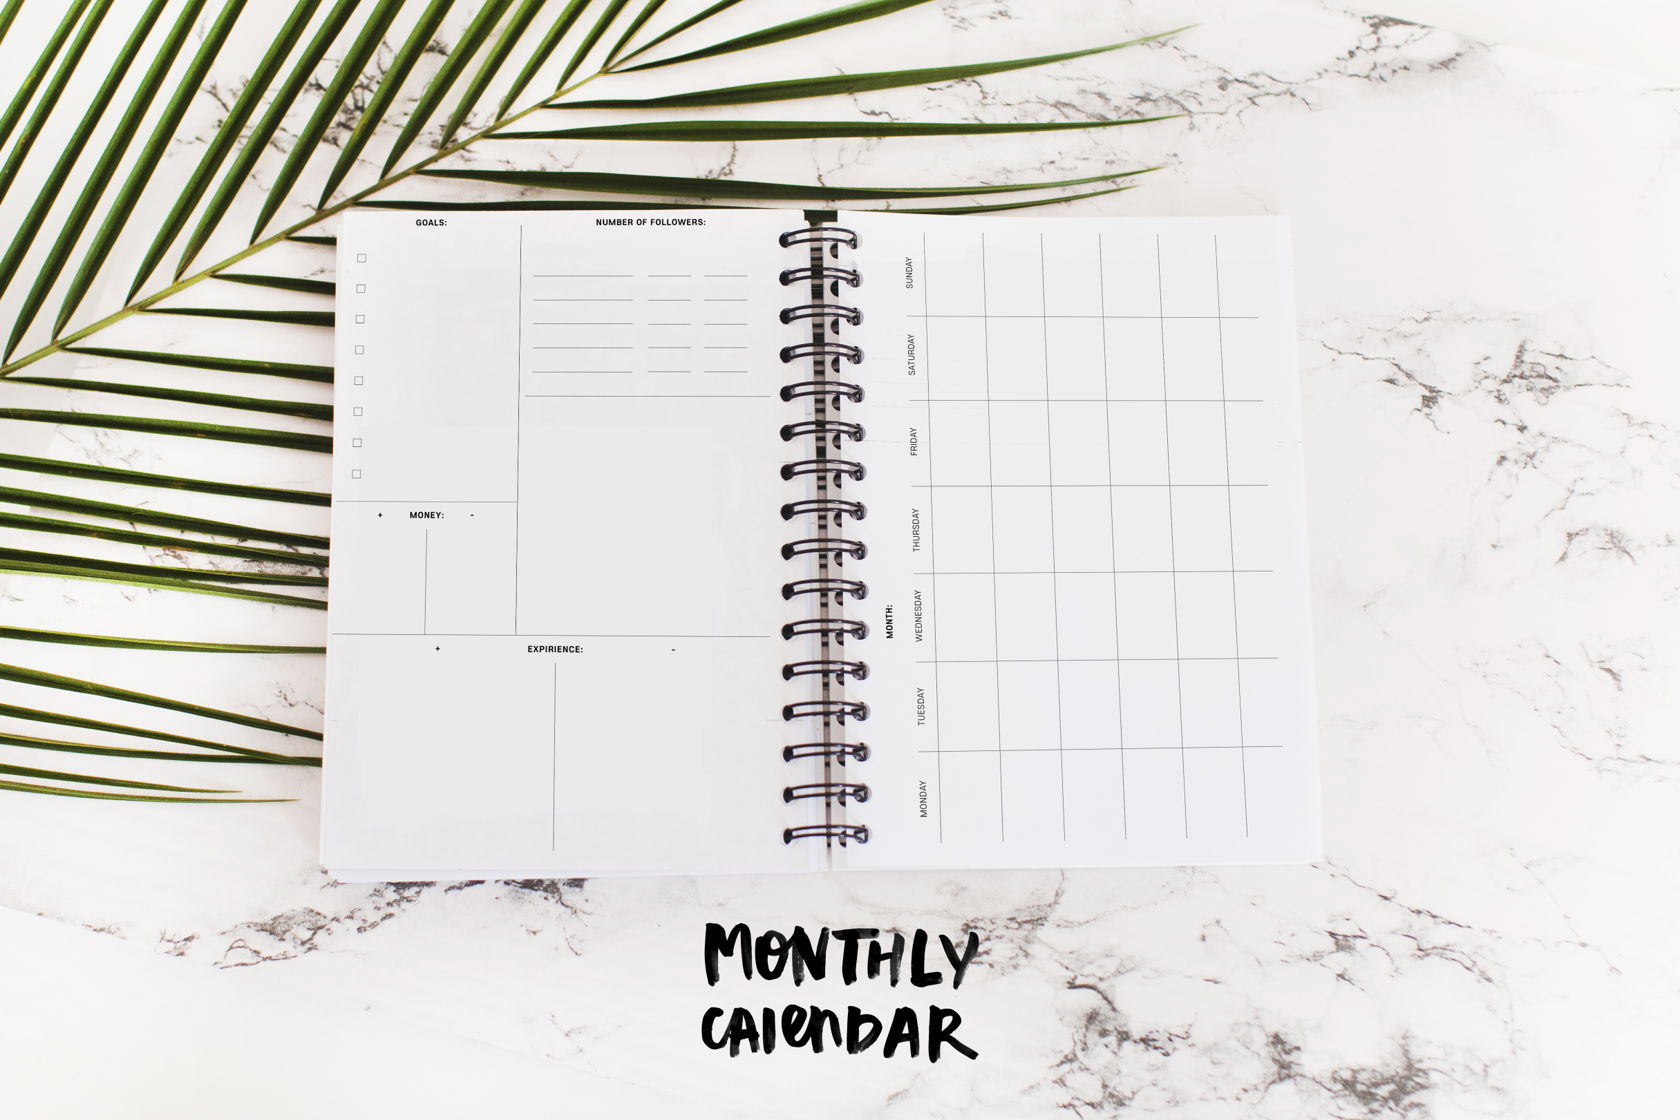 GOALS:
NUMBER OF FOLLOWERS:
+ MONEY: -
+ EXPIRIENCE: -
MONTH:
MONDAY
TUESDAY
WEDNESDAY
THURSDAY
FRIDAY
SATURDAY
SUNDAY
MONTHLY
CALENDAR